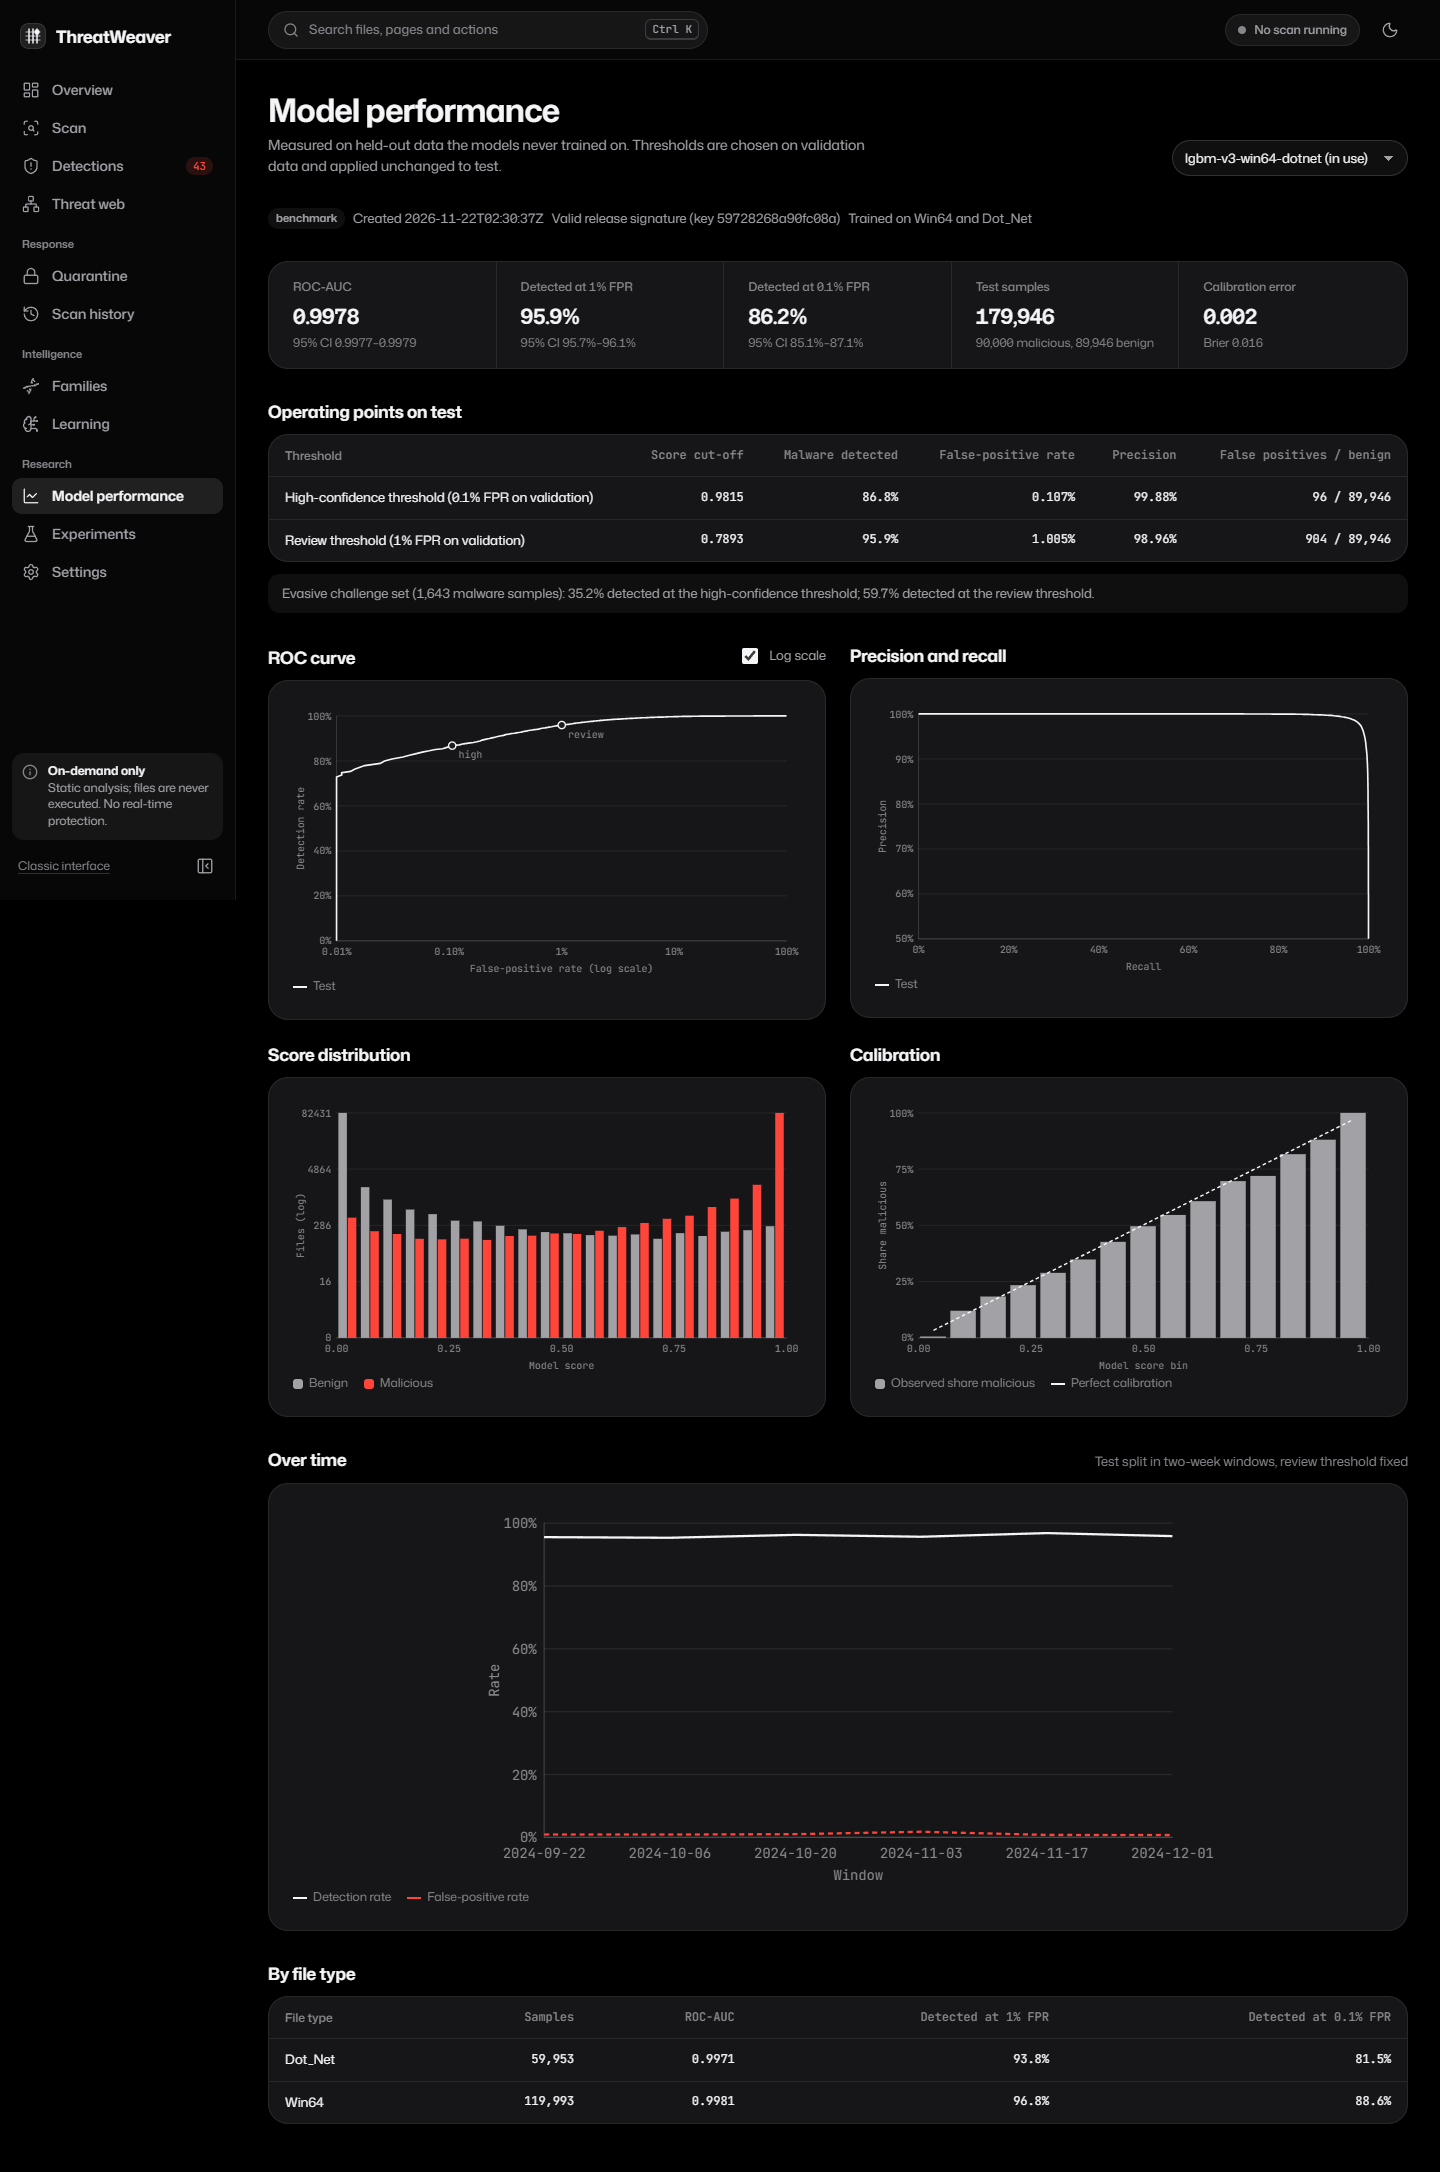 ThreatWeaver
Search files, pages and actions
Ctrl K
No scan running
Overview
Scan
Detections
43
Threat web
Response
Quarantine
Scan history
Intelligence
Families
Learning
Research
Model performance
Experiments
Settings
On-demand only
Static analysis; files are never
executed. No real-time
protection.
Classic interface
Model performance
Measured on held-out data the models never trained on. Thresholds are chosen on validation
data and applied unchanged to test.
lgbm-v3-win64-dotnet (in use)
benchmark Created 2026-11-22T02:30:37Z Valid release signature (key 59728268a90fc08a) Trained on Win64 and Dot_Net
ROC-AUC
0.9978
95% CI 0.9977–0.9979
Detected at 1% FPR
95.9%
95% CI 95.7%–96.1%
Detected at 0.1% FPR
86.2%
95% CI 85.1%–87.1%
Test samples
179,946
90,000 malicious, 89,946 benign
Calibration error
0.002
Brier 0.016
Operating points on test
Threshold Score cut-off Malware detected False-positive rate Precision False positives / benign
High-confidence threshold (0.1% FPR on validation) 0.9815 86.8% 0.107% 99.88% 96 / 89,946
Review threshold (1% FPR on validation) 0.7893 95.9% 1.005% 98.96% 904 / 89,946
Evasive challenge set (1,643 malware samples): 35.2% detected at the high-confidence threshold; 59.7% detected at the review threshold.
ROC curve
Log scale
100%
80%
60%
40%
20%
0%
Detection rate
high
review
0.01% 0.10% 1% 10% 100%
False-positive rate (log scale)
Test
Precision and recall
100%
90%
80%
70%
60%
50%
Precision
0% 20% 40% 60% 80% 100%
Recall
Test
Score distribution
82431
4864
286
16
0
Files (log)
0.00 0.25 0.50 0.75 1.00
Model score
Benign Malicious
Calibration
100%
75%
50%
25%
0%
Share malicious
0.00 0.25 0.50 0.75 1.00
Model score bin
Observed share malicious Perfect calibration
Over time
Test split in two-week windows, review threshold fixed
100%
80%
60%
40%
20%
0%
Rate
2024-09-22 2024-10-06 2024-10-20 2024-11-03 2024-11-17 2024-12-01
Window
Detection rate False-positive rate
By file type
File type Samples ROC-AUC Detected at 1% FPR Detected at 0.1% FPR
Dot_Net 59,953 0.9971 93.8% 81.5%
Win64 119,993 0.9981 96.8% 88.6%